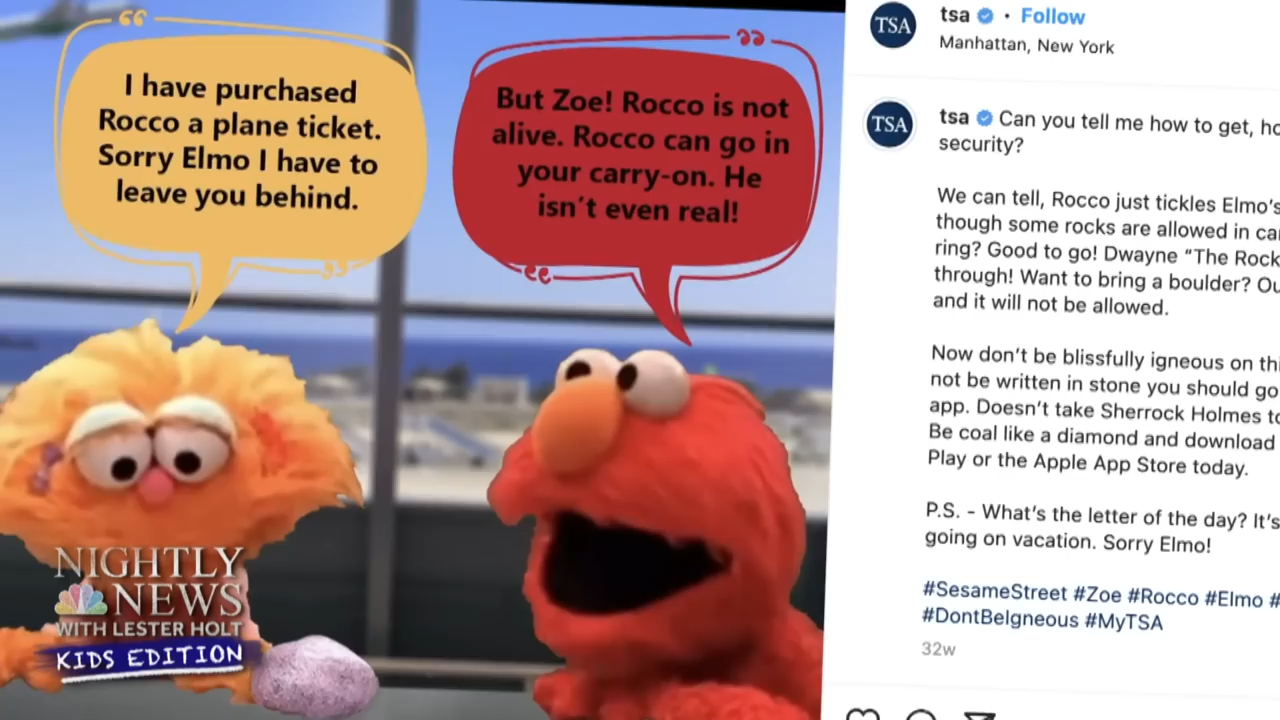 I have purchased
Rocco a plane ticket.
Sorry Elmo I have to
leave you behind.
But Zoe! Rocco is not
alive. Rocco can go in
your carry-on. He
isn't even real!
NIGHTLY
NEWS
WITH LESTER HOLT
KIDS EDITION
TSA
tsa • Follow
Manhattan, New York
TSA
tsa Can you tell me how to get,
security?
We can tell, Rocco just tickles Elmo's
though some rocks are allowed in
ring? Good to go! Dwayne “The Rock
through! Want to bring a boulder?
and it will not be allowed.
Now don't be blissfully igneous on
not be written in stone you should go
app. Doesn't take Sherrock Holmes
Be coal like a diamond and download
Play or the Apple App Store today.
P.S. - What's the letter of the day? It's
going on vacation. Sorry Elmo!
#SesameStreet #Zoe #Rocco #Elmo #
#DontBeIgneous #MyTSA
32w